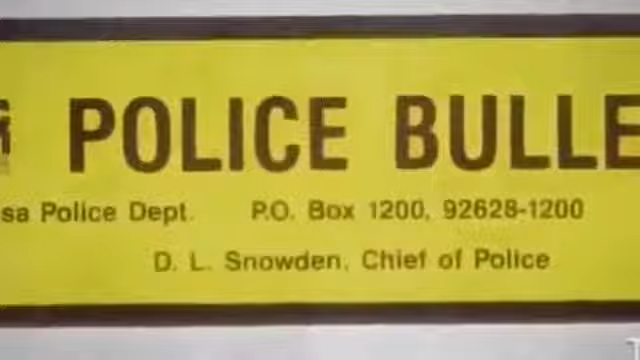 POLICE BULLE
sa Police Dept. P.O. Box 1200, 92628-1200
D. L. Snowden, Chief of Police